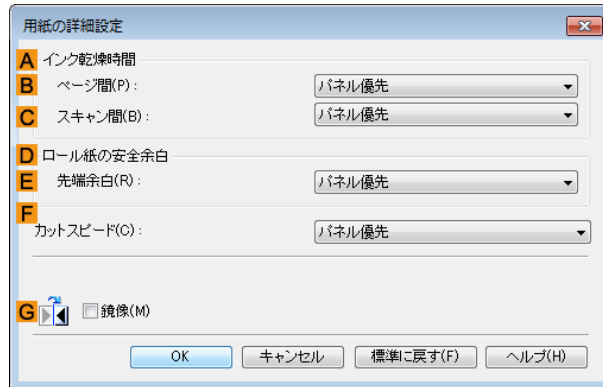 用紙の詳細設定
A インク乾燥時間
B ページ間(P): パネル優先
C スキャン間(B): パネル優先
D ロール紙の安全余白
E 先端余白(R): パネル優先
F
カットスピード(C): パネル優先
G 鏡像(M)
OK キャンセル 標準に戻す(F) ヘルプ(H)